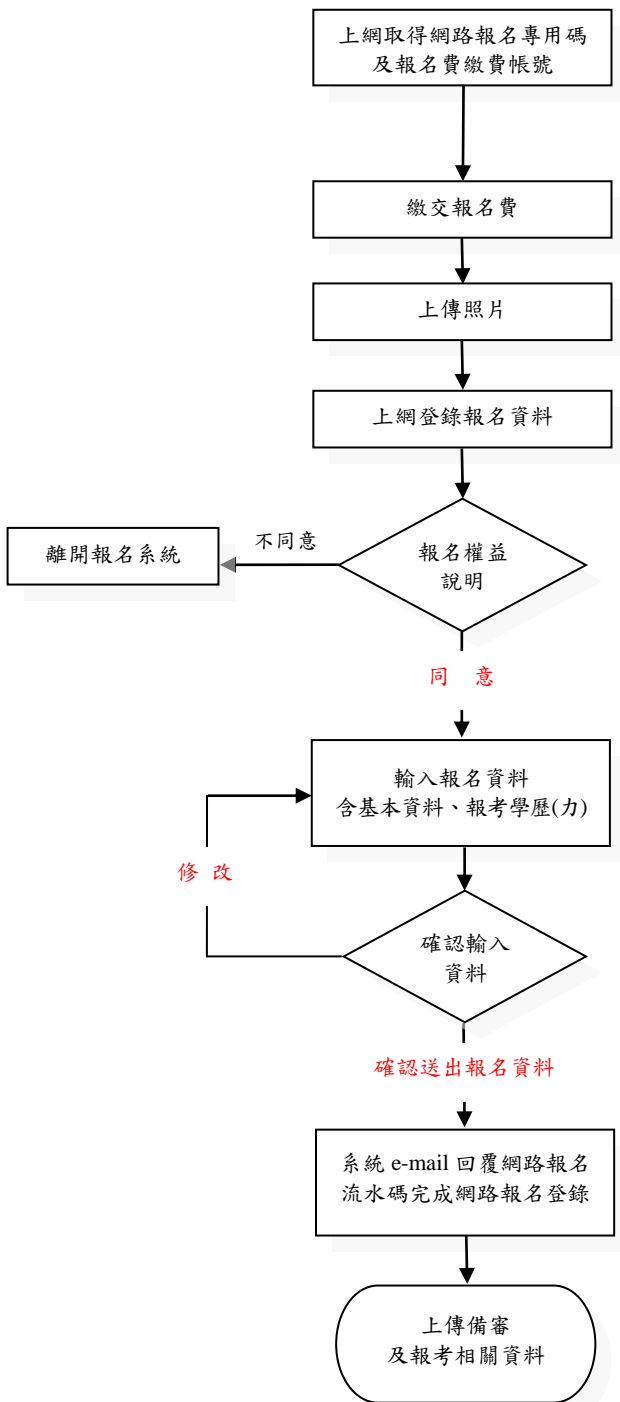 上網取得網路報名專用碼
及報名費繳費帳號
繳交報名費
上傳照片
上網登錄報名資料
報名權益
說明
不同意
離開報名系統
同 意
輸入報名資料
含基本資料、報考學歷(力)
修 改
確認輸入
資料
確認送出報名資料
系統 e-mail 回覆網路報名
流水碼完成網路報名登錄
上傳備審
及報考相關資料